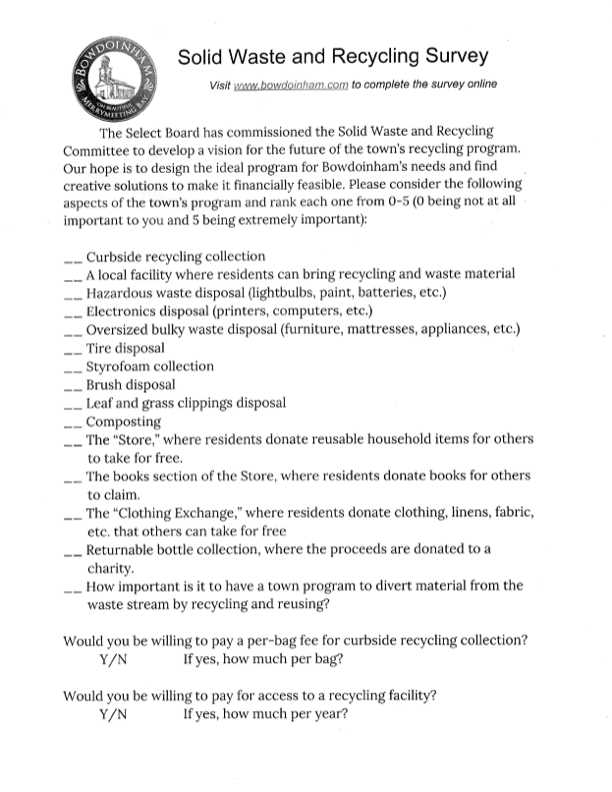 BOWDOINHAM
ON BEAUTIFUL
MERRYMEETING BAY
Solid Waste and Recycling Survey
Visit www.bowdoinham.com to complete the survey online
The Select Board has commissioned the Solid Waste and Recycling
Committee to develop a vision for the future of the town's recycling program.
Our hope is to design the ideal program for Bowdoinham's needs and find
creative solutions to make it financially feasible. Please consider the following
aspects of the town's program and rank each one from 0-5 (0 being not at all
important to you and 5 being extremely important):
__ Curbside recycling collection
__ A local facility where residents can bring recycling and waste material
__ Hazardous waste disposal (lightbulbs, paint, batteries, etc.)
__ Electronics disposal (printers, computers, etc.)
__ Oversized bulky waste disposal (furniture, mattresses, appliances, etc.)
__ Tire disposal
__ Styrofoam collection
__ Brush disposal
__ Leaf and grass clippings disposal
__ Composting
__ The “Store,” where residents donate reusable household items for others
to take for free.
__ The books section of the Store, where residents donate books for others
to claim.
__ The “Clothing Exchange,” where residents donate clothing, linens, fabric,
etc. that others can take for free
__ Returnable bottle collection, where the proceeds are donated to a
charity.
__ How important is it to have a town program to divert material from the
waste stream by recycling and reusing?
Would you be willing to pay a per-bag fee for curbside recycling collection?
Y/N If yes, how much per bag?
Would you be willing to pay for access to a recycling facility?
Y/N If yes, how much per year?